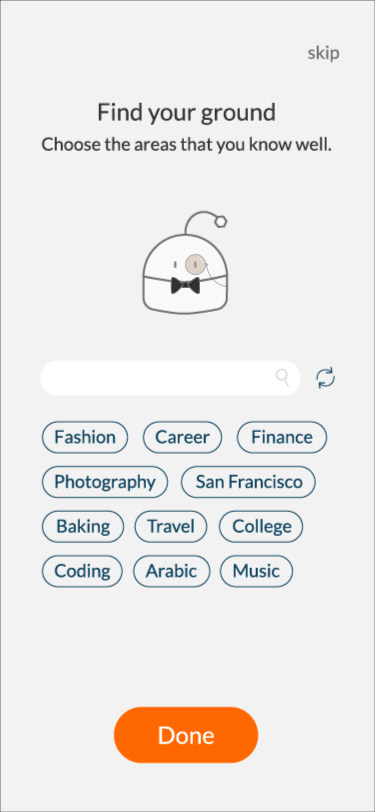 skip
Find your ground
Choose the areas that you know well.
Fashion Career Finance
Photography San Francisco
Baking Travel College
Coding Arabic Music
Done